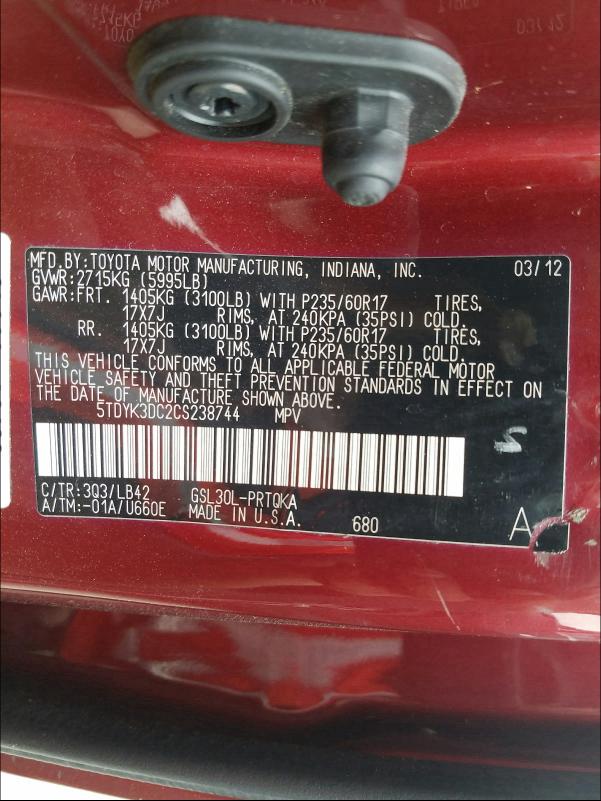 MFD.BY:TOYOTA MOTOR MANUFACTURING, INDIANA, INC. 03/12
GVWR:2715KG (5995LB)
GAWR:FRT. 1405KG (3100LB) WITH P235/60R17 TIRES,
17X7J RIMS, AT 240KPA (35PSI) COLD.
RR. 1405KG (3100LB) WITH P235/60R17 TIRES,
17X7J RIMS, AT 240KPA (35PSI) COLD.
THIS VEHICLE CONFORMS TO ALL APPLICABLE FEDERAL MOTOR
VEHICLE SAFETY AND THEFT PREVENTION STANDARDS IN EFFECT ON
THE DATE OF MANUFACTURE SHOWN ABOVE.
5TDYK3DC2CS238744 MPV
C/TR:3Q3/LB42 GSL30L-PRTQKA
A/TM:-01A/U660E MADE IN U.S.A. 680 A